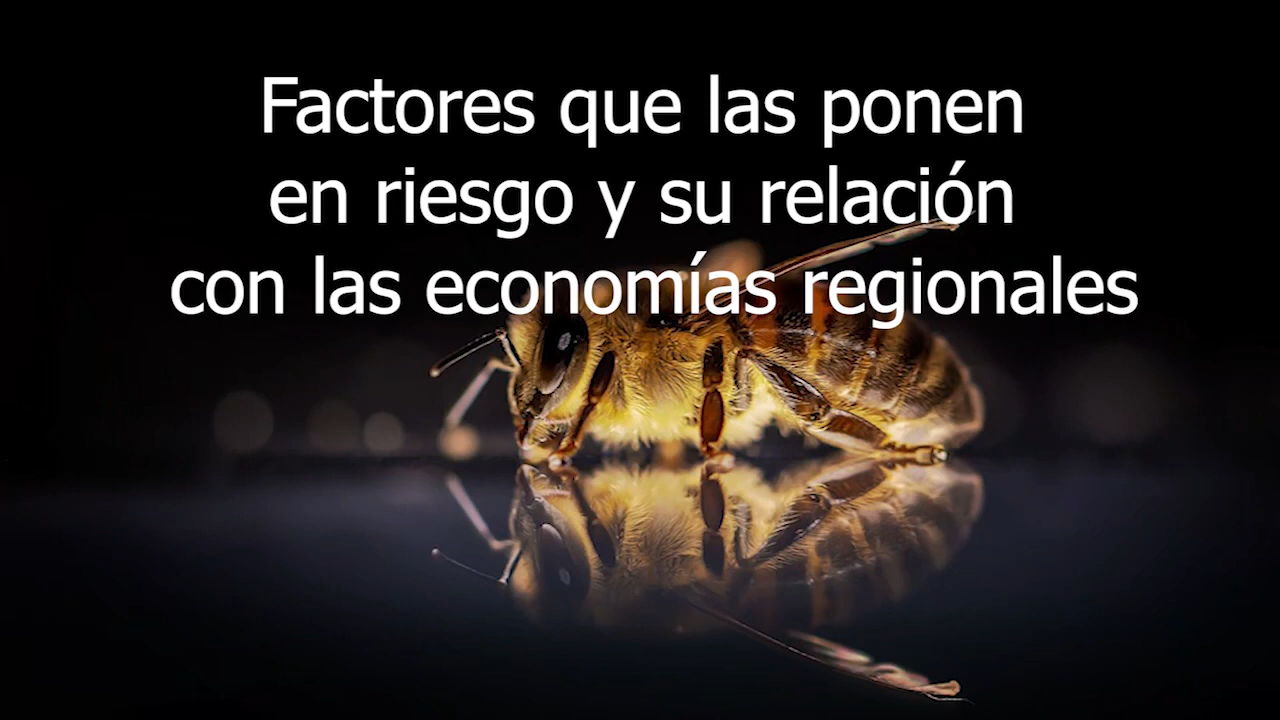 Factores que las ponen
en riesgo y su relación
con las economías regionales